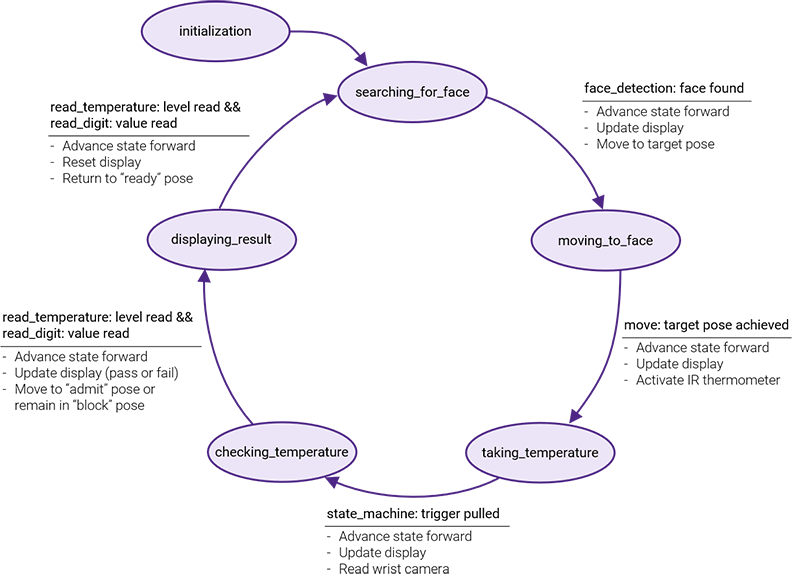 initialization
searching_for_face
face_detection: face found
- Advance state forward
- Update display
- Move to target pose
moving_to_face
move: target pose achieved
- Advance state forward
- Update display
- Activate IR thermometer
taking_temperature
state_machine: trigger pulled
- Advance state forward
- Update display
- Read wrist camera
checking_temperature
read_temperature: level read &&
read_digit: value read
- Advance state forward
- Update display (pass or fail)
- Move to “admit” pose or
remain in “block” pose
displaying_result
read_temperature: level read &&
read_digit: value read
- Advance state forward
- Reset display
- Return to “ready” pose